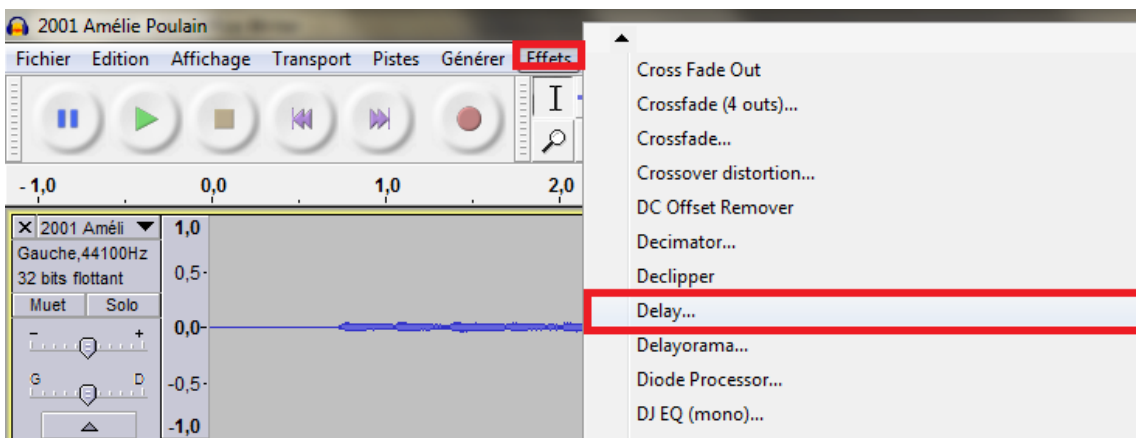 2001 Amélie Poulain
Fichier Edition Affichage Transport Pistes Générer Effets
- 1,0 0,0 1,0 2,0
2001 Améli
Gauche,44100Hz
32 bits flottant
Muet Solo
- +
G D
1,0
0,5
0,0
-0,5
-1,0
Cross Fade Out
Crossfade (4 outs)...
Crossfade...
Crossover distortion...
DC Offset Remover
Decimator...
Declipper
Delay...
Delayorama...
Diode Processor...
DJ EQ (mono)...